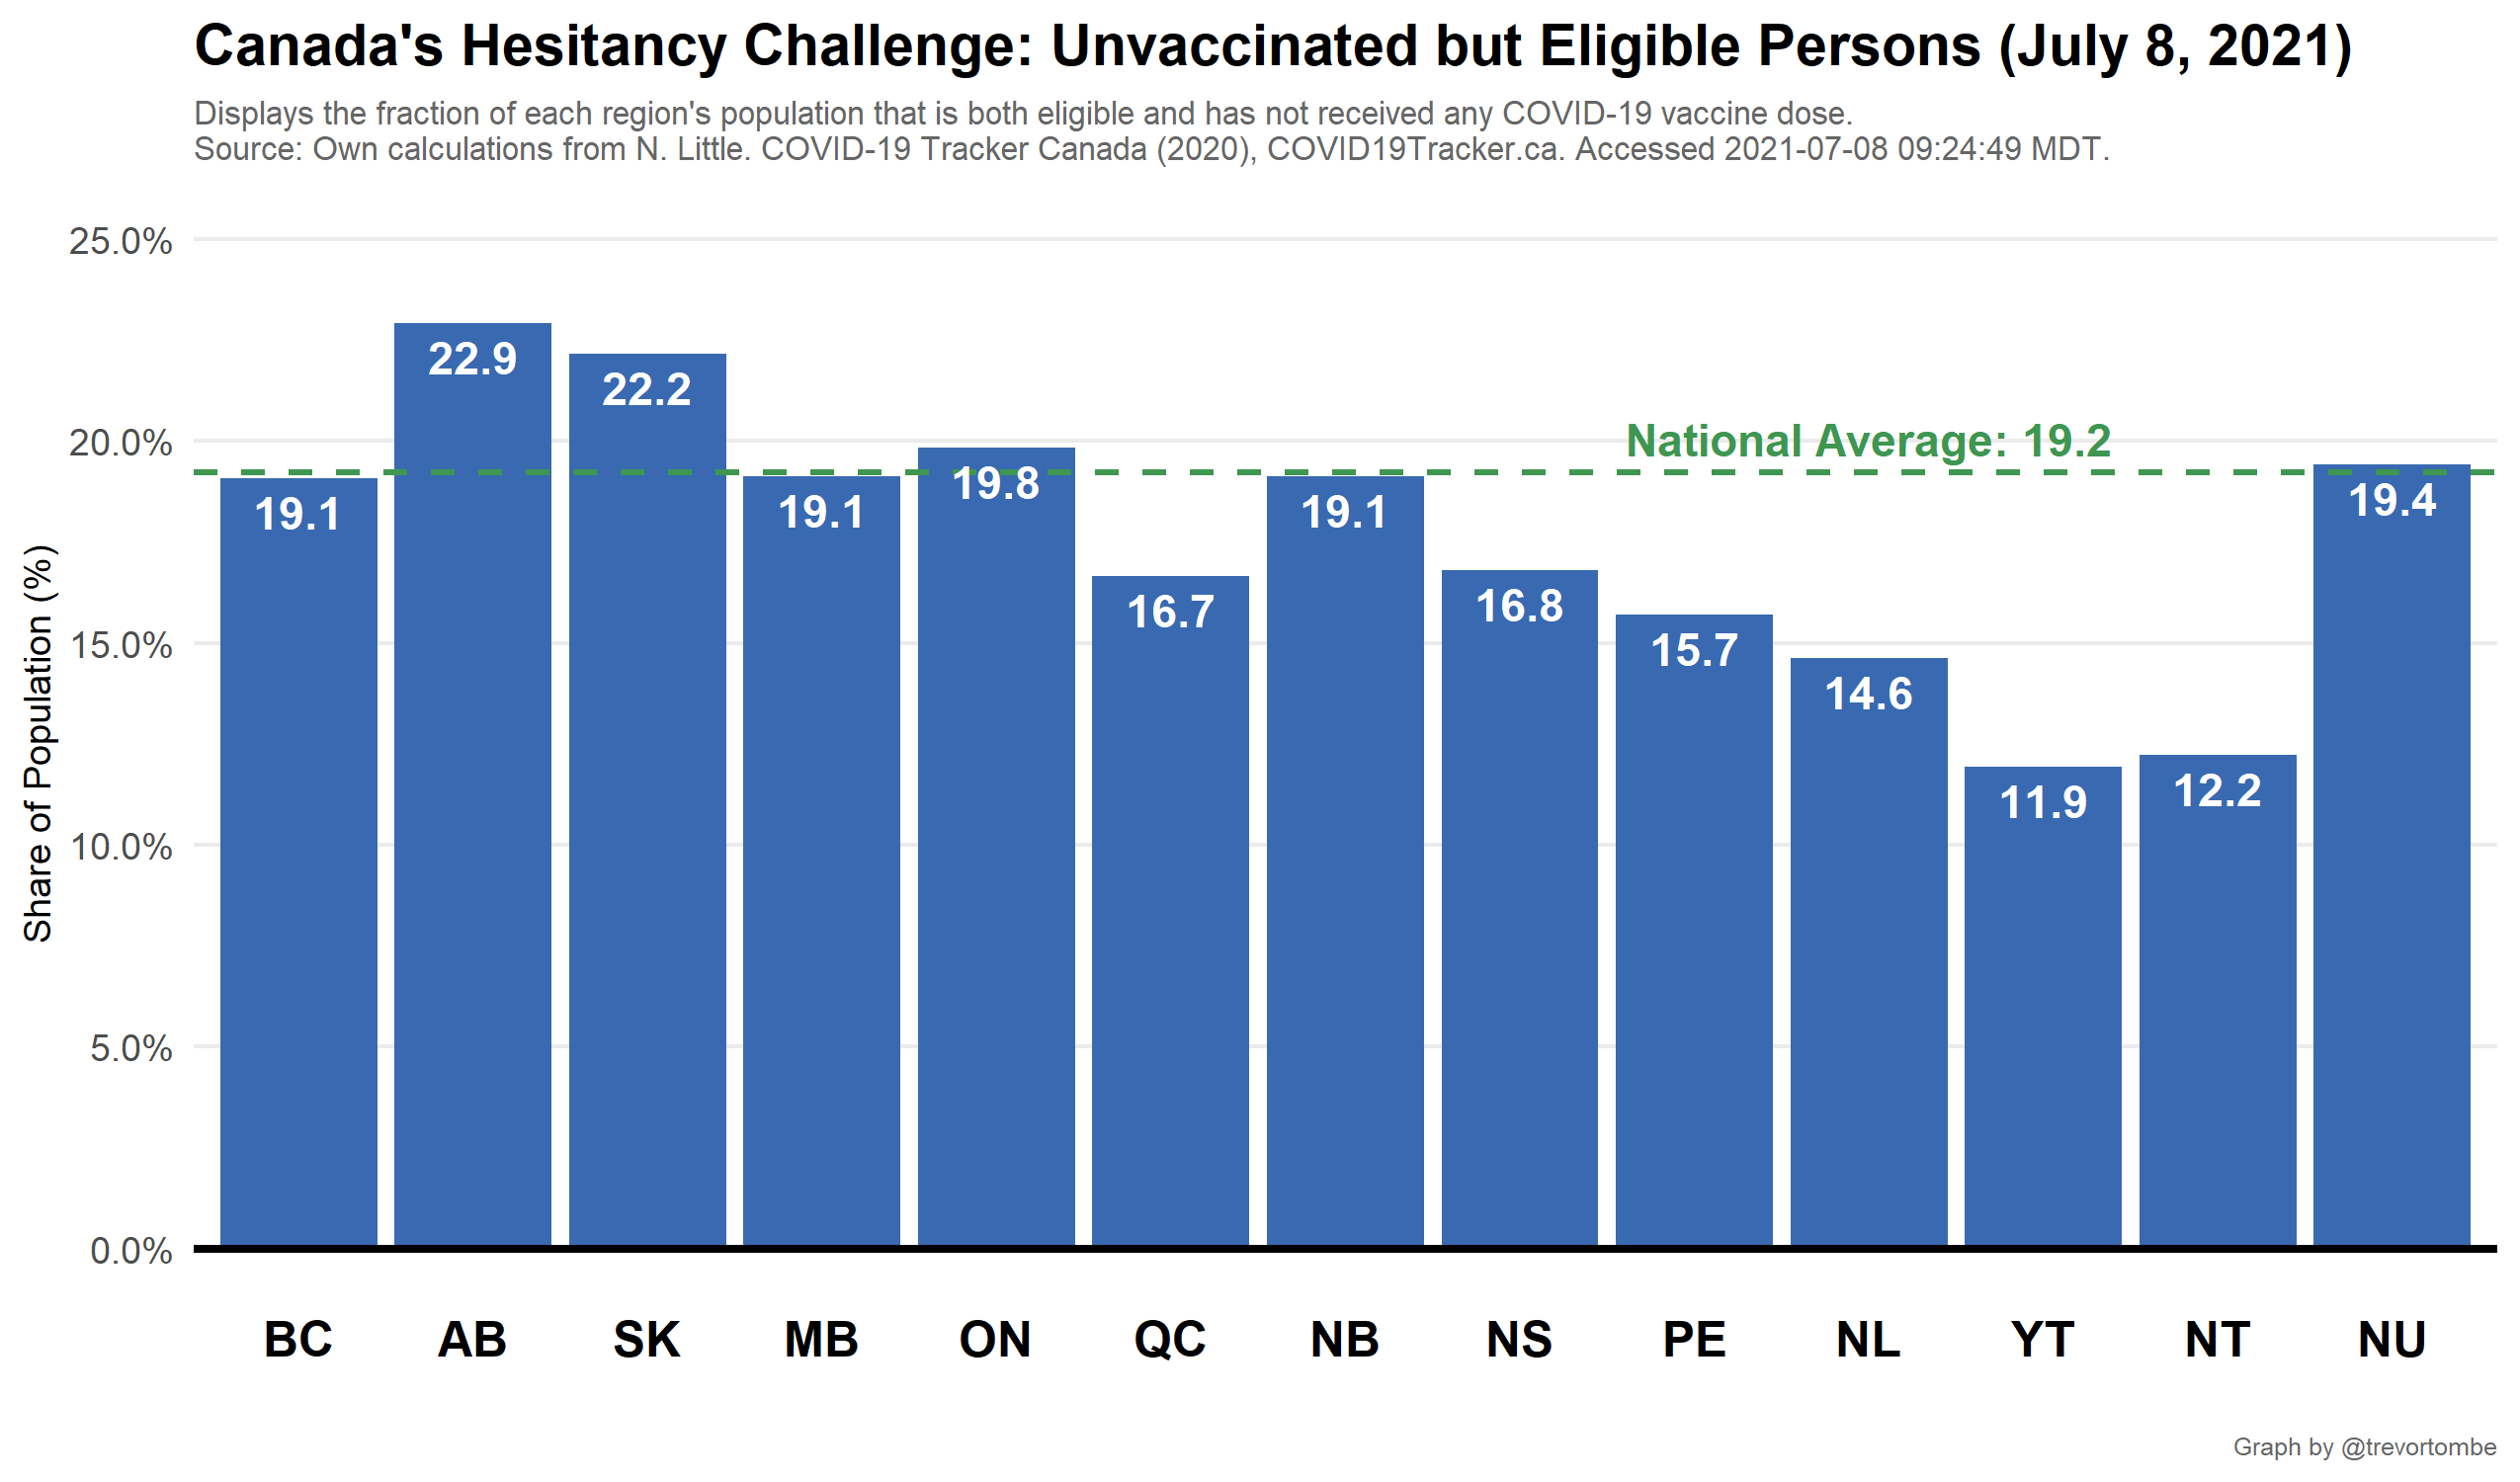 Canada's Hesitancy Challenge: Unvaccinated but Eligible Persons (July 8, 2021)
Displays the fraction of each region's population that is both eligible and has not received any COVID-19 vaccine dose.
Source: Own calculations from N. Little. COVID-19 Tracker Canada (2020), COVID19Tracker.ca. Accessed 2021-07-08 09:24:49 MDT.
Share of Population (%)
25.0%
20.0%
15.0%
10.0%
5.0%
0.0%
National Average: 19.2
19.1
22.9
22.2
19.1
19.8
16.7
19.1
16.8
15.7
14.6
11.9
12.2
19.4
BC AB SK MB ON QC NB NS PE NL YT NT NU
Graph by @trevortombe